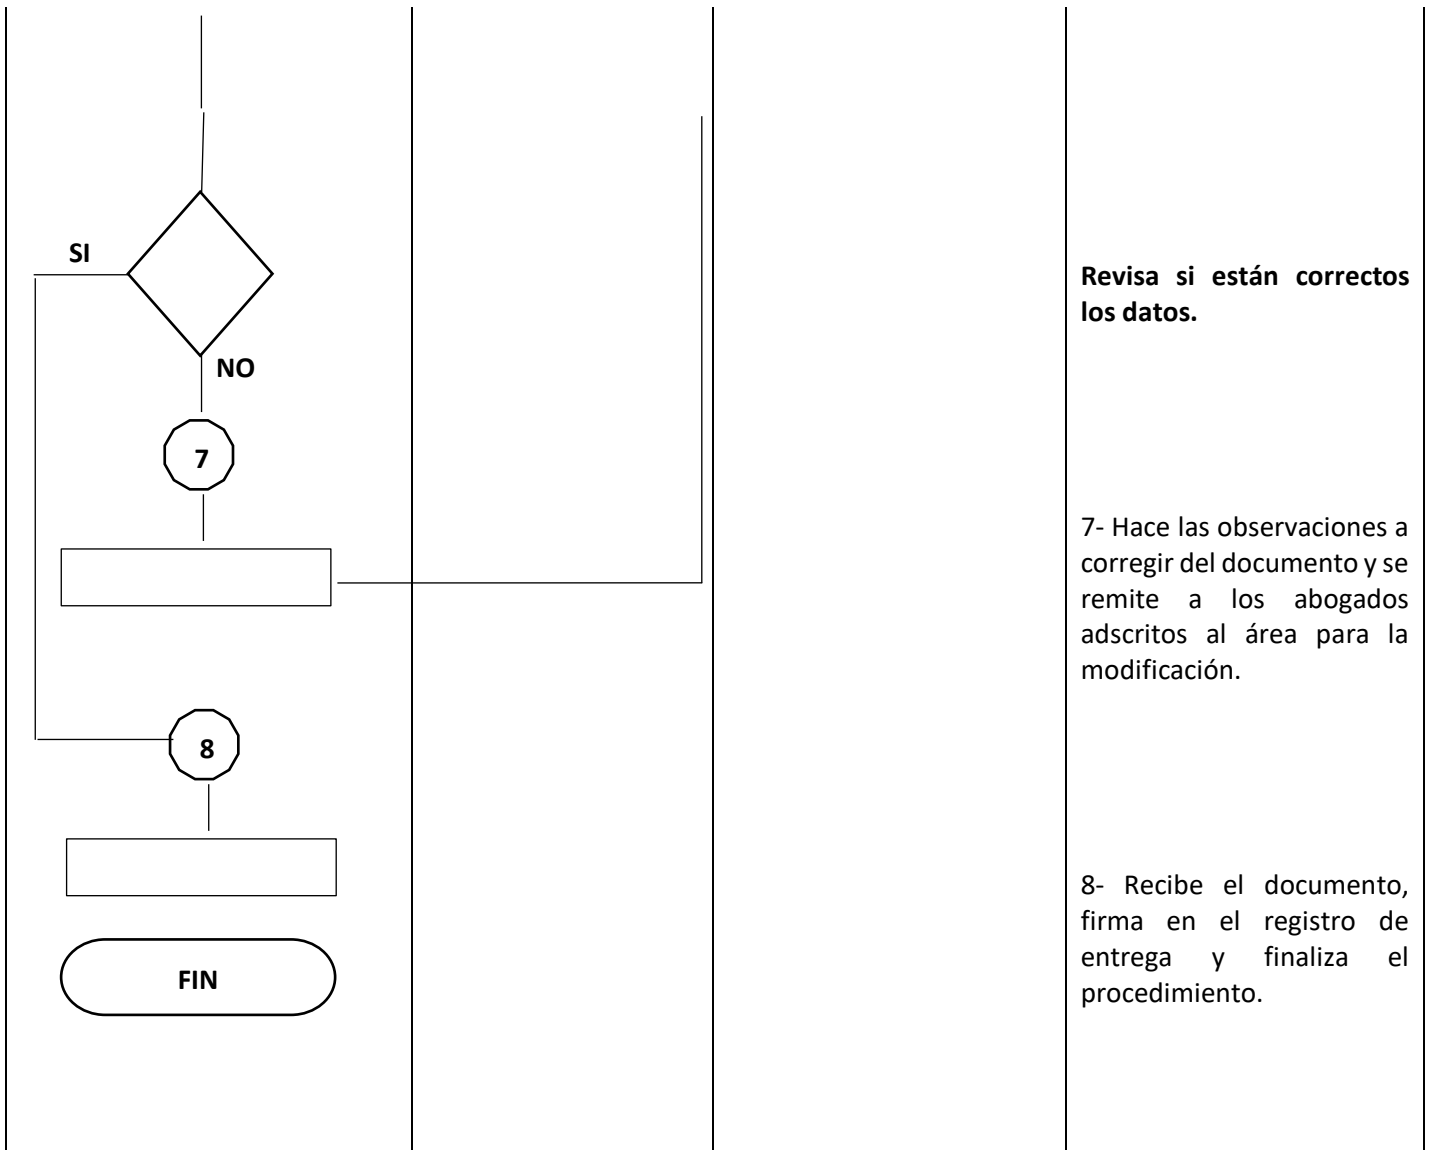 SI
Revisa si están correctos
los datos.
NO
7
7- Hace las observaciones a
corregir del documento y se
remite a los abogados
adscritos al área para la
modificación.
8
8- Recibe el documento,
firma en el registro de
entrega y finaliza el
procedimiento.
FIN